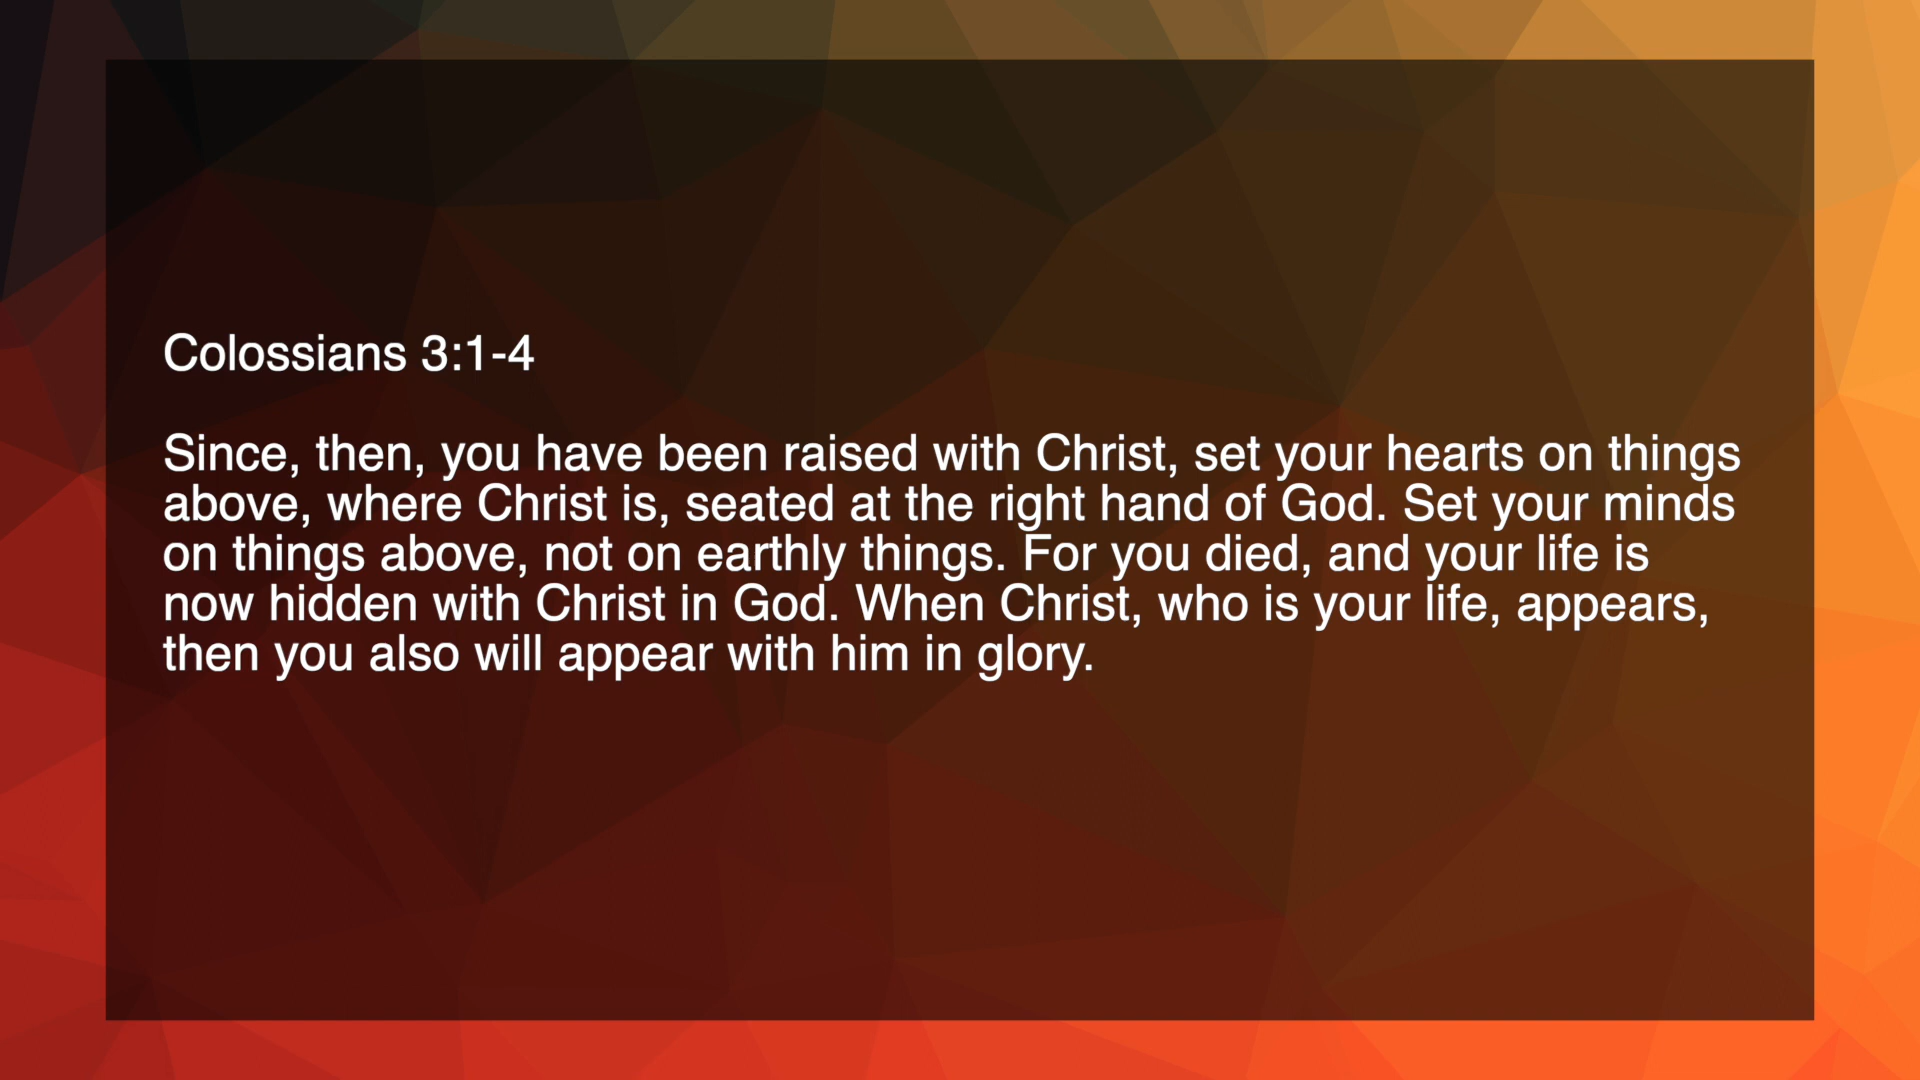 Colossians 3:1-4
Since, then, you have been raised with Christ, set your hearts on things
above, where Christ is, seated at the right hand of God. Set your minds
on things above, not on earthly things. For you died, and your life is
now hidden with Christ in God. When Christ, who is your life, appears,
then you also will appear with him in glory.